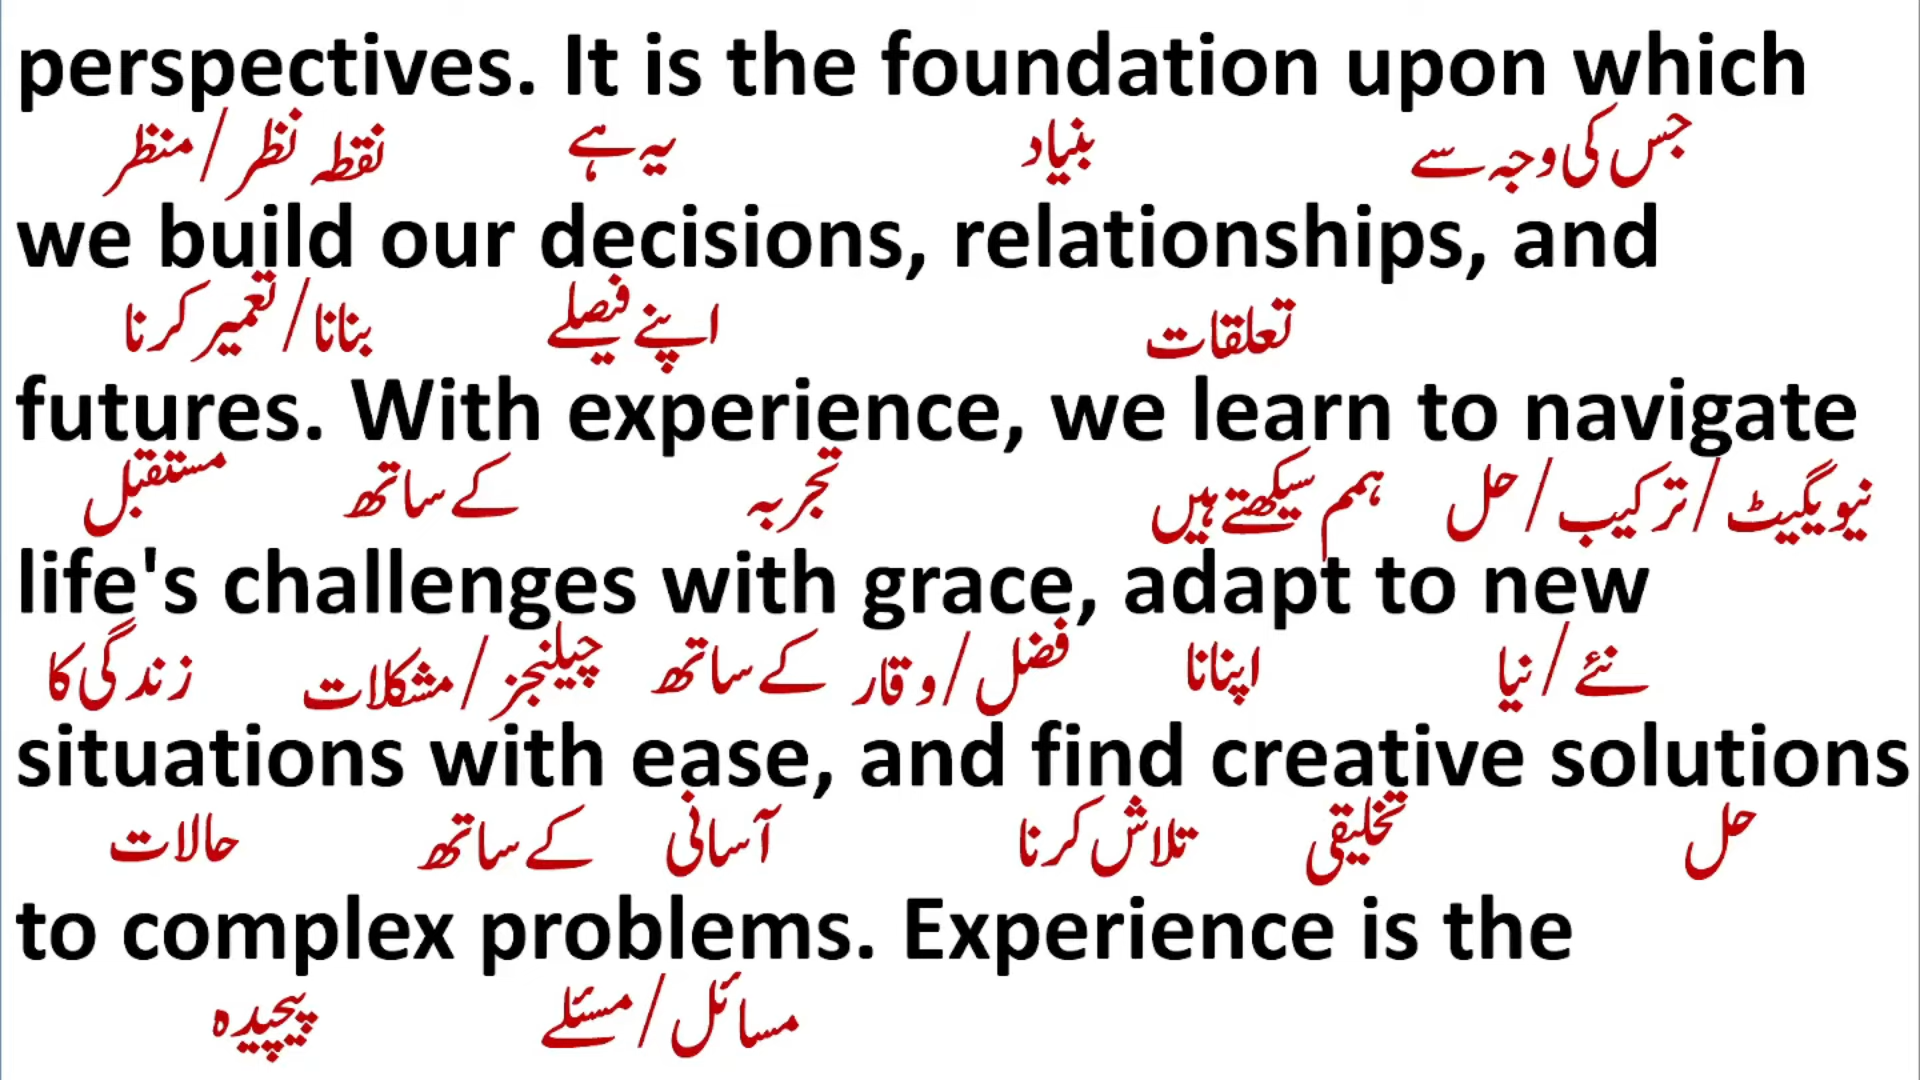 perspectives. It is the foundation upon which
نقطہ نظر/منظر یہ ہے بنیاد جس کی وجہ سے
we build our decisions, relationships, and
بنانا/تعمیر کرنا اپنے فیصلے تعلقات
futures. With experience, we learn to navigate
مستقبل کے ساتھ تجربہ ہم سیکھتے ہیں نیویگیٹ/ترکیب/حل
life's challenges with grace, adapt to new
زندگی کا چیلنجز/مشکلات کے ساتھ فضل/وقار اپنانا نئے/نیا
situations with ease, and find creative solutions
حالات کے ساتھ آسانی تلاش کرنا تخلیقی حل
to complex problems. Experience is the
پیچیدہ مسائل/مسئلے